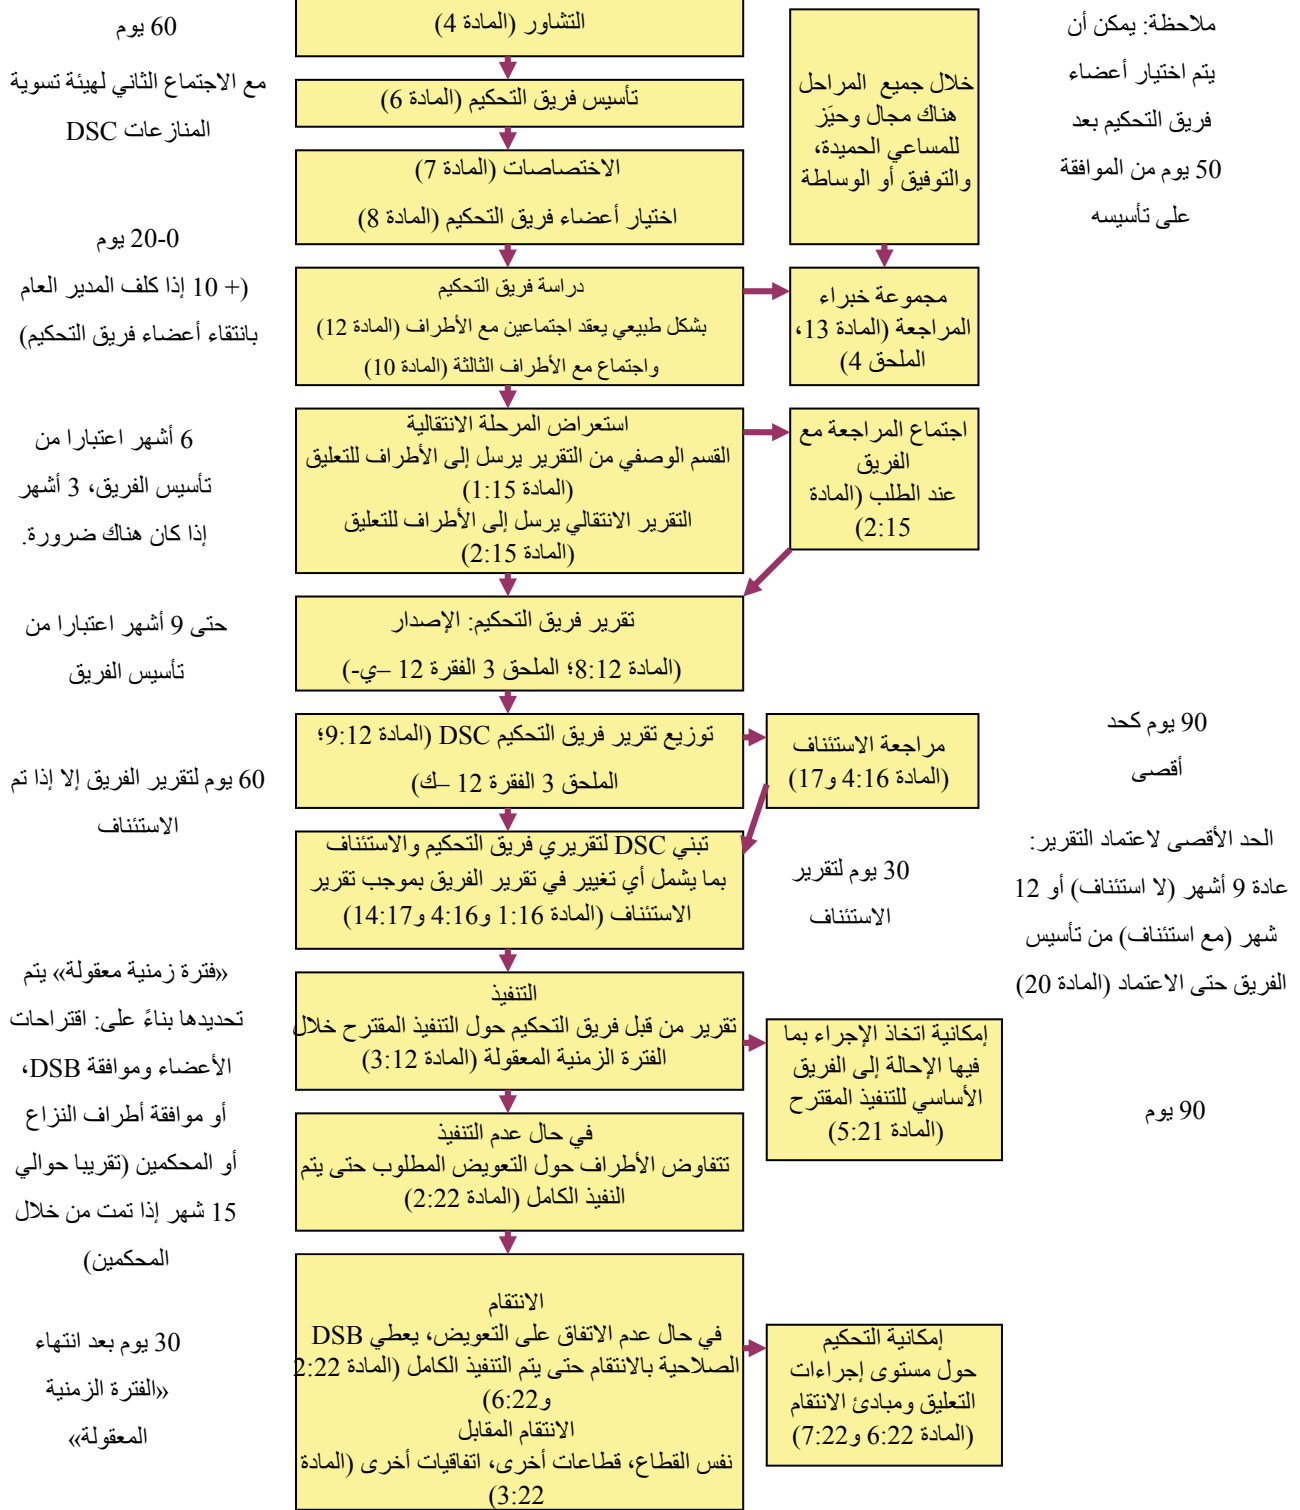 60 يوم
مع الاجتماع الثاني لهيئة تسوية
المنازعات DSC
0-20 يوم
(+ 10 إذا كلف المدير العام
بانتقاء أعضاء فريق التحكيم)
6 أشهر اعتبارا من
تأسيس الفريق، 3 أشهر
إذا كان هناك ضرورة.
حتى 9 أشهر اعتبارا من
تأسيس الفريق
60 يوم لتقرير الفريق إلا إذا تم
الاستئناف
«فترة زمنية معقولة» يتم
تحديدها بناءً على: اقتراحات
الأعضاء وموافقة DSB،
أو موافقة أطراف النزاع
أو المحكمين (تقريبا حوالي
15 شهر إذا تمت من خلال
المحكمين)
30 يوم بعد انتهاء
«الفترة الزمنية
المعقولة»
التشاور (المادة 4)
تأسيس فريق التحكيم (المادة 6)
الاختصاصات (المادة 7)
اختيار أعضاء فريق التحكيم (المادة 8)
دراسة فريق التحكيم
بشكل طبيعي يعقد اجتماعين مع الأطراف (المادة 12)
واجتماع مع الأطراف الثالثة (المادة 10)
استعراض المرحلة الانتقالية
القسم الوصفي من التقرير يرسل إلى الأطراف للتعليق
(المادة 1:15)
التقرير الانتقالي يرسل إلى الأطراف للتعليق
(المادة 2:15)
تقرير فريق التحكيم: الإصدار
(المادة 8:12؛ الملحق 3 الفقرة 12 –ي-)
توزيع تقرير فريق التحكيم DSC (المادة 9:12؛
الملحق 3 الفقرة 12 –ك)
تبني DSC لتقريري فريق التحكيم والاستئناف
بما يشمل أي تغيير في تقرير الفريق بموجب تقرير
الاستئناف (المادة 1:16 و4:16 و14:17)
التنفيذ
تقرير من قبل فريق التحكيم حول التنفيذ المقترح خلال
الفترة الزمنية المعقولة (المادة 3:12)
في حال عدم التنفيذ
تتفاوض الأطراف حول التعويض المطلوب حتى يتم
النفيذ الكامل (المادة 2:22)
الانتقام
في حال عدم الاتفاق على التعويض، يعطي DSB
الصلاحية بالانتقام حتى يتم التنفيذ الكامل (المادة 2:22
و6:22)
الانتقام المقابل
نفس القطاع، قطاعات أخرى، اتفاقيات أخرى (المادة
3:22)
خلال جميع المراحل
هناك مجال وحيَز
للمساعي الحميدة،
والتوفيق أو الوساطة
مجموعة خبراء
المراجعة (المادة 13،
الملحق 4)
اجتماع المراجعة مع
الفريق
عند الطلب (المادة
2:15)
مراجعة الاستئناف
(المادة 4:16 و17)
30 يوم لتقرير
الاستئناف
إمكانية اتخاذ الإجراء بما
فيها الإحالة إلى الفريق
الأساسي للتنفيذ المقترح
(المادة 5:21)
إمكانية التحكيم
حول مستوى إجراءات
التعليق ومبادئ الانتقام
(المادة 6:22 و7:22)
ملاحظة: يمكن أن
يتم اختيار أعضاء
فريق التحكيم بعد
50 يوم من الموافقة
على تأسيسه
90 يوم كحد
أقصى
الحد الأقصى لاعتماد التقرير:
عادة 9 أشهر (لا استئناف) أو 12
شهر (مع استئناف) من تأسيس
الفريق حتى الاعتماد (المادة 20)
90 يوم